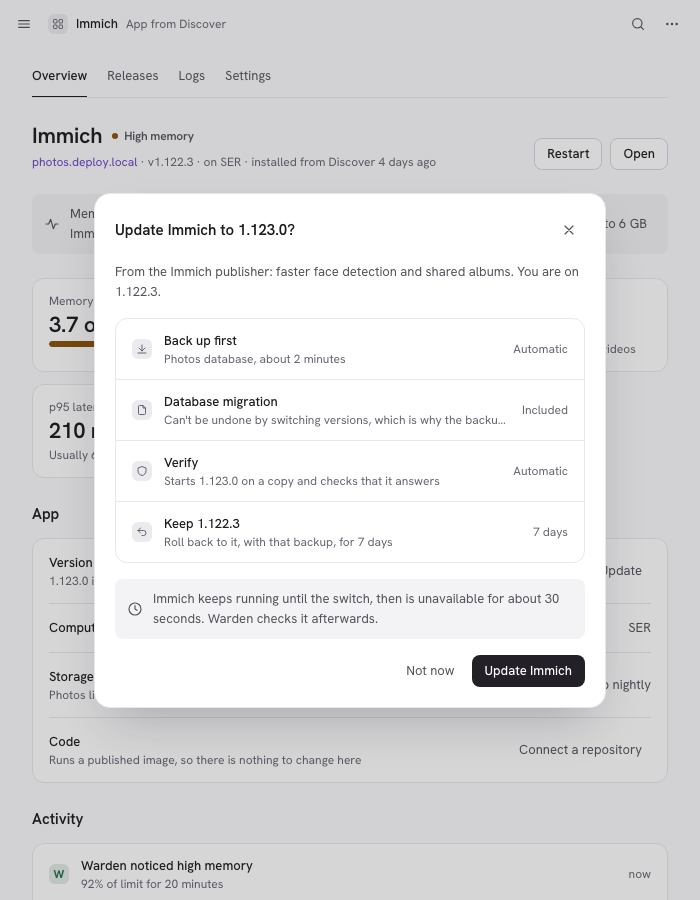 Immich App from Discover
Overview Releases Logs Settings
Immich High memory
photos.deploy.local · v1.122.3 · on SER · installed from Discover 4 days ago
Restart Open
to 6 GB
Update Immich to 1.123.0?
From the Immich publisher: faster face detection and shared albums. You are on
1.122.3.
Memory
3.7
Back up first
Photos database, about 2 minutes
Automatic
Database migration
Can't be undone by switching versions, which is why the backu...
Included
Verify
Starts 1.123.0 on a copy and checks that it answers
Automatic
Keep 1.122.3
Roll back to it, with that backup, for 7 days
7 days
Immich keeps running until the switch, then is unavailable for about 30
seconds. Warden checks it afterwards.
Not now Update Immich
p95
210
Usually
App
Version
1.123.0
Update
SER
Storage
Photos
nightly
Code
Runs a published image, so there is nothing to change here
Connect a repository
Activity
W
Warden noticed high memory
92% of limit for 20 minutes
now